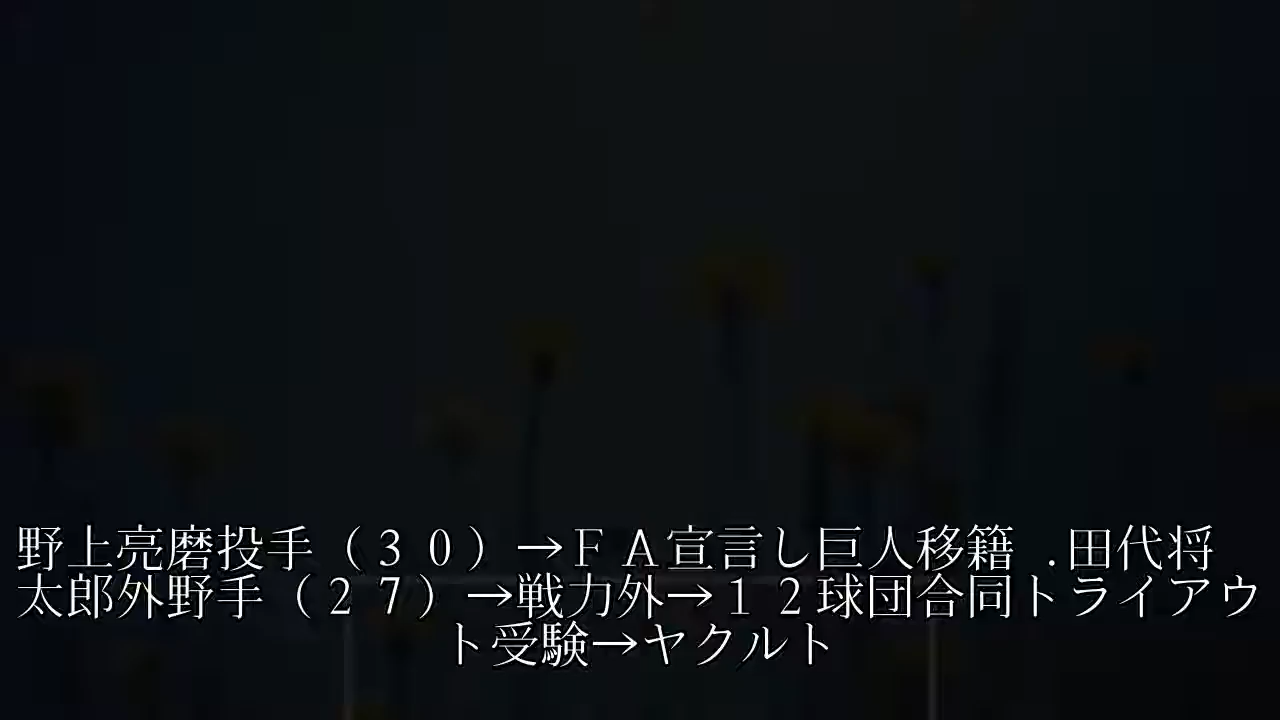 野上亮磨投手（３０）→ＦＡ宣言し巨人移籍 .田代将
太郎外野手（２７）→戦力外→１２球団合同トライアウ
ト受験→ヤクルト